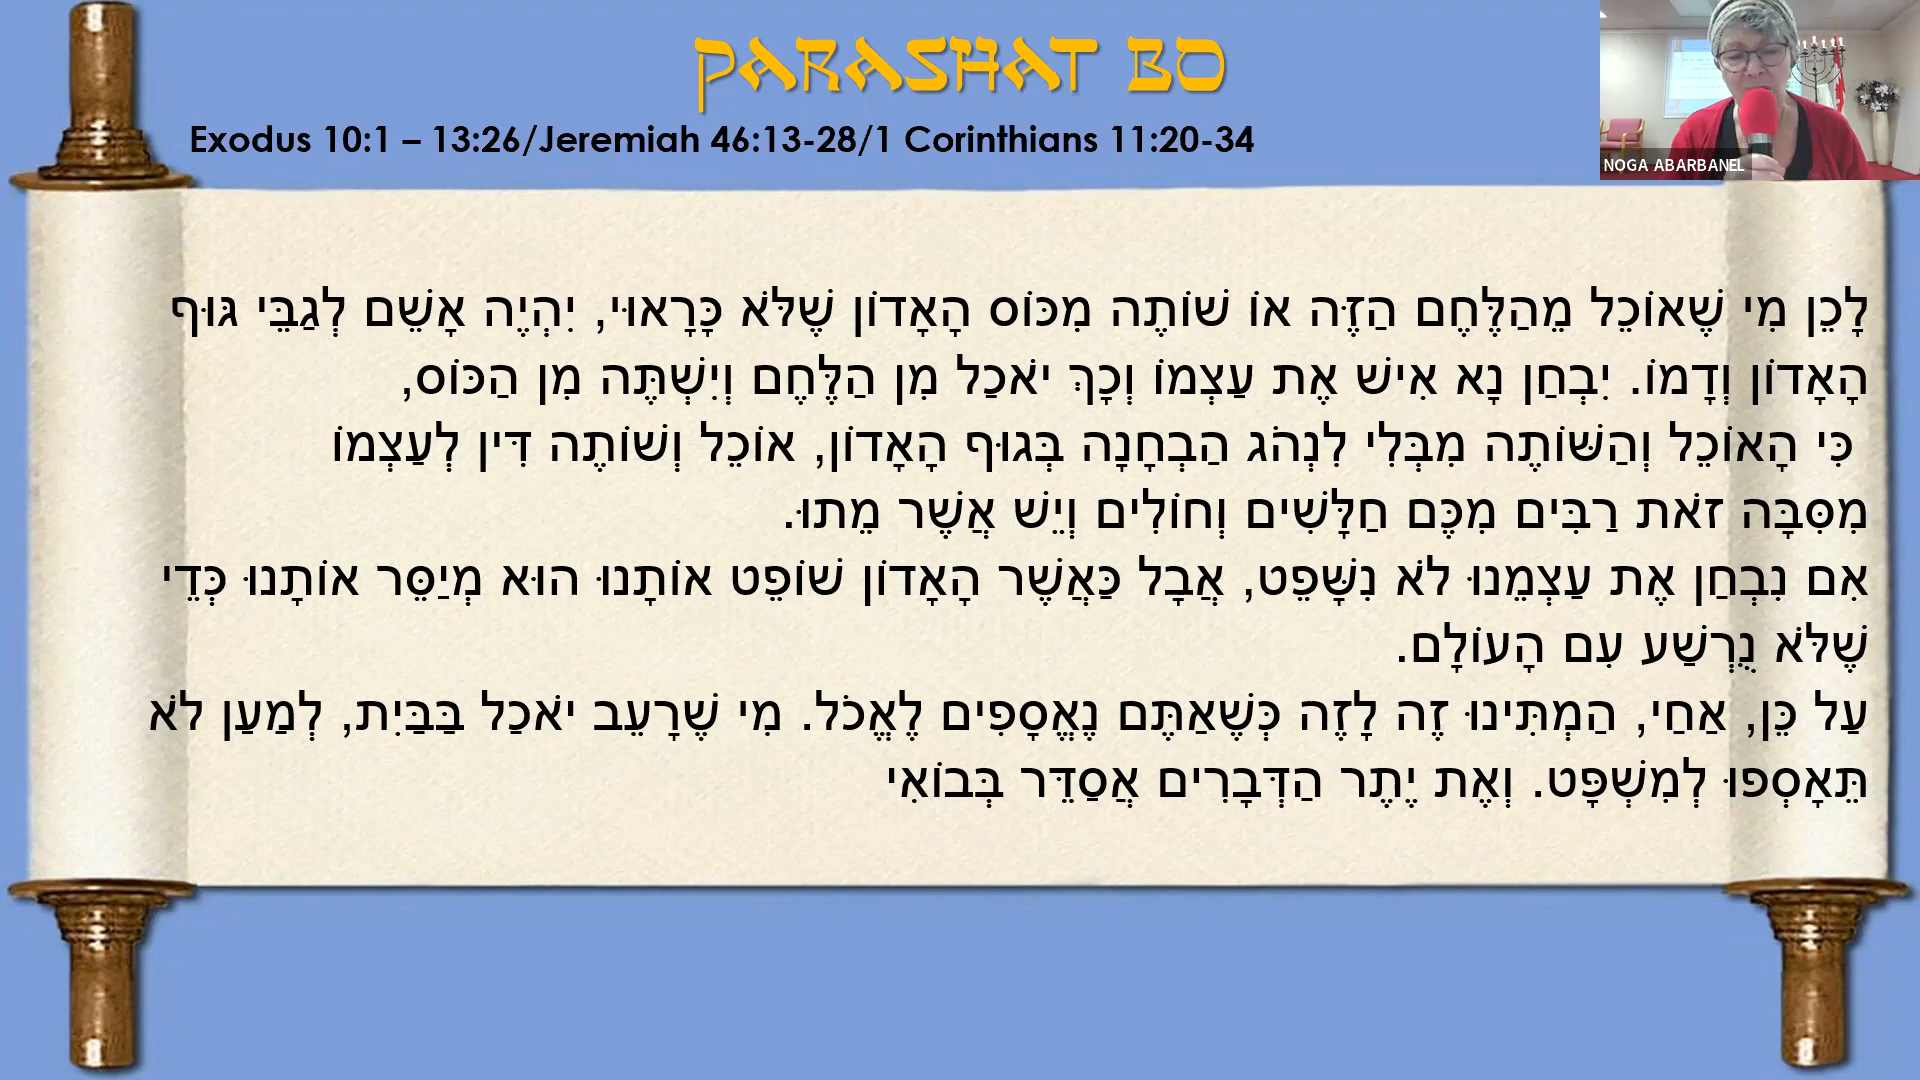 PARASHAT BO
Exodus 10:1 – 13:26/Jeremiah 46:13-28/1 Corinthians 11:20-34
NOGA ABARBANEL
לָכֵן מִי שֶׁאוֹכֵל מֵהַלֶּחֶם הַזֶּה אוֹ שׁוֹתֶה מִכּוֹס הָאָדוֹן שֶׁלֹּא כָּרָאוּי, יִהְיֶה אָשֵׁם לְגַבֵּי גּוּף
הָאָדוֹן וְדָמוֹ. יִבְחַן נָא אִישׁ אֶת עַצְמוֹ וְכָךְ יֹאכַל מִן הַלֶּחֶם וְיִשְׁתֶּה מִן הַכּוֹס,
כִּי הָאוֹכֵל וְהַשּׁוֹתֶה מִבְּלִי לִנְהֹג הַבְחָנָה בְּגוּף הָאָדוֹן, אוֹכֵל וְשׁוֹתֶה דִּין לְעַצְמוֹ
מִסִּבָּה זֹאת רַבִּים מִכֶּם חַלָּשִׁים וְחוֹלִים וְיֵשׁ אֲשֶׁר מֵתוּ.
אִם נִבְחַן אֶת עַצְמֵנוּ לֹא נִשָּׁפֵט, אֲבָל כַּאֲשֶׁר הָאָדוֹן שׁוֹפֵט אוֹתָנוּ הוּא מְיַסֵּר אוֹתָנוּ כְּדֵי
שֶׁלֹּא נֻרְשַׁע עִם הָעוֹלָם.
עַל כֵּן, אַחַי, הַמְתִּינוּ זֶה לָזֶה כְּשֶׁאַתֶּם נֶאֱסָפִים לֶאֱכֹל. מִי שֶׁרָעֵב יֹאכַל בַּבַּיִת, לְמַעַן לֹא
תֵּאָסְפוּ לְמִשְׁפָּט. וְאֶת יֶתֶר הַדְּבָרִים אֲסַדֵּר בְּבוֹאִי